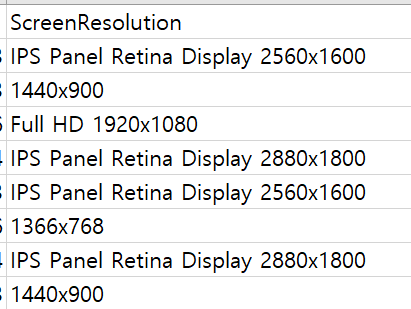 ScreenResolution
IPS Panel Retina Display 2560x1600
1440x900
Full HD 1920x1080
IPS Panel Retina Display 2880x1800
IPS Panel Retina Display 2560x1600
1366x768
IPS Panel Retina Display 2880x1800
1440x900